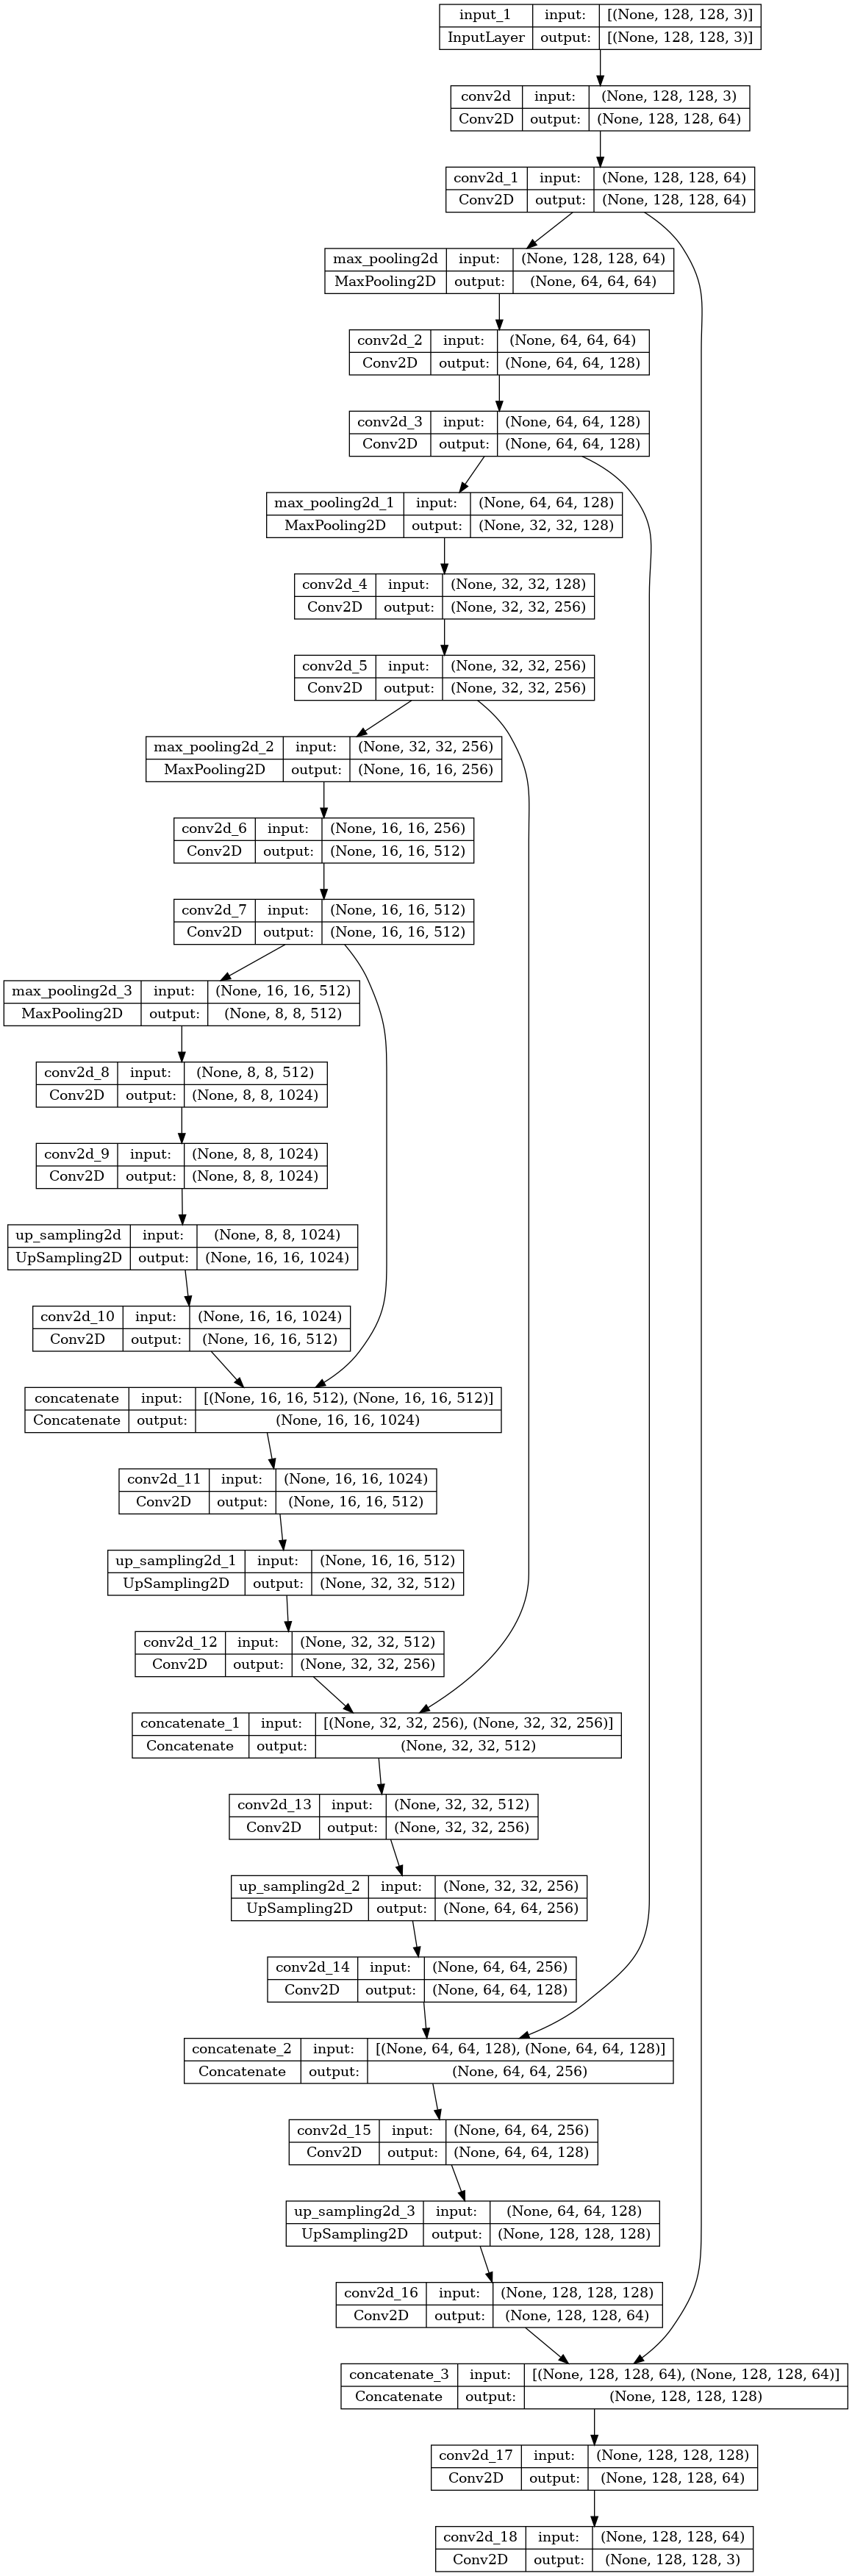 input_1 input: [(None, 128, 128, 3)]
InputLayer output: [(None, 128, 128, 3)]
conv2d input: (None, 128, 128, 3)
Conv2D output: (None, 128, 128, 64)
conv2d_1 input: (None, 128, 128, 64)
Conv2D output: (None, 128, 128, 64)
max_pooling2d input: (None, 128, 128, 64)
MaxPooling2D output: (None, 64, 64, 64)
conv2d_2 input: (None, 64, 64, 64)
Conv2D output: (None, 64, 64, 128)
conv2d_3 input: (None, 64, 64, 128)
Conv2D output: (None, 64, 64, 128)
max_pooling2d_1 input: (None, 64, 64, 128)
MaxPooling2D output: (None, 32, 32, 128)
conv2d_4 input: (None, 32, 32, 128)
Conv2D output: (None, 32, 32, 256)
conv2d_5 input: (None, 32, 32, 256)
Conv2D output: (None, 32, 32, 256)
max_pooling2d_2 input: (None, 32, 32, 256)
MaxPooling2D output: (None, 16, 16, 256)
conv2d_6 input: (None, 16, 16, 256)
Conv2D output: (None, 16, 16, 512)
conv2d_7 input: (None, 16, 16, 512)
Conv2D output: (None, 16, 16, 512)
max_pooling2d_3 input: (None, 16, 16, 512)
MaxPooling2D output: (None, 8, 8, 512)
conv2d_8 input: (None, 8, 8, 512)
Conv2D output: (None, 8, 8, 1024)
conv2d_9 input: (None, 8, 8, 1024)
Conv2D output: (None, 8, 8, 1024)
up_sampling2d input: (None, 8, 8, 1024)
UpSampling2D output: (None, 16, 16, 1024)
conv2d_10 input: (None, 16, 16, 1024)
Conv2D output: (None, 16, 16, 512)
concatenate input: [(None, 16, 16, 512), (None, 16, 16, 512)]
Concatenate output: (None, 16, 16, 1024)
conv2d_11 input: (None, 16, 16, 1024)
Conv2D output: (None, 16, 16, 512)
up_sampling2d_1 input: (None, 16, 16, 512)
UpSampling2D output: (None, 32, 32, 512)
conv2d_12 input: (None, 32, 32, 512)
Conv2D output: (None, 32, 32, 256)
concatenate_1 input: [(None, 32, 32, 256), (None, 32, 32, 256)]
Concatenate output: (None, 32, 32, 512)
conv2d_13 input: (None, 32, 32, 512)
Conv2D output: (None, 32, 32, 256)
up_sampling2d_2 input: (None, 32, 32, 256)
UpSampling2D output: (None, 64, 64, 256)
conv2d_14 input: (None, 64, 64, 256)
Conv2D output: (None, 64, 64, 128)
concatenate_2 input: [(None, 64, 64, 128), (None, 64, 64, 128)]
Concatenate output: (None, 64, 64, 256)
conv2d_15 input: (None, 64, 64, 256)
Conv2D output: (None, 64, 64, 128)
up_sampling2d_3 input: (None, 64, 64, 128)
UpSampling2D output: (None, 128, 128, 128)
conv2d_16 input: (None, 128, 128, 128)
Conv2D output: (None, 128, 128, 64)
concatenate_3 input: [(None, 128, 128, 64), (None, 128, 128, 64)]
Concatenate output: (None, 128, 128, 128)
conv2d_17 input: (None, 128, 128, 128)
Conv2D output: (None, 128, 128, 64)
conv2d_18 input: (None, 128, 128, 64)
Conv2D output: (None, 128, 128, 3)